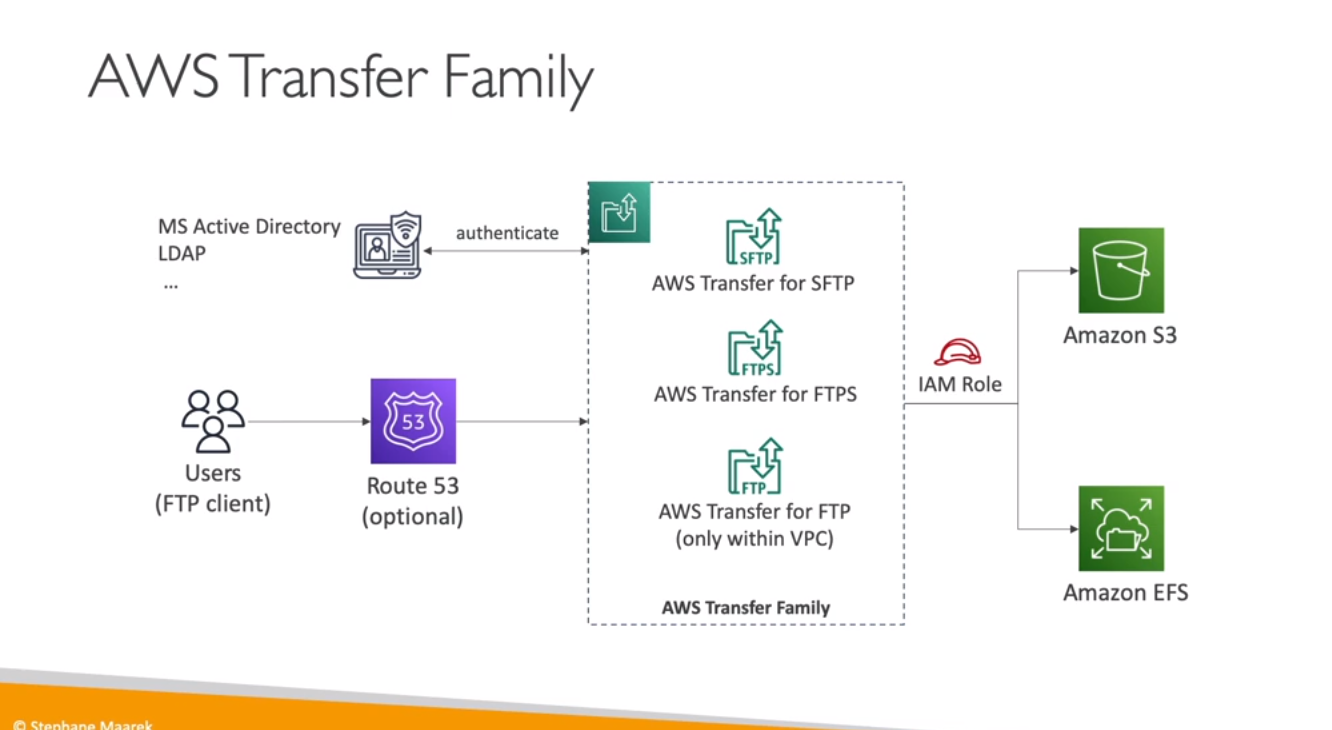 AWS Transfer Family
MS Active Directory
LDAP
...
authenticate
Users
(FTP client)
53
Route 53
(optional)
SFTP
AWS Transfer for SFTP
FTPS
AWS Transfer for FTPS
FTP
AWS Transfer for FTP
(only within VPC)
AWS Transfer Family
IAM Role
Amazon S3
Amazon EFS
© Stephane Maarek